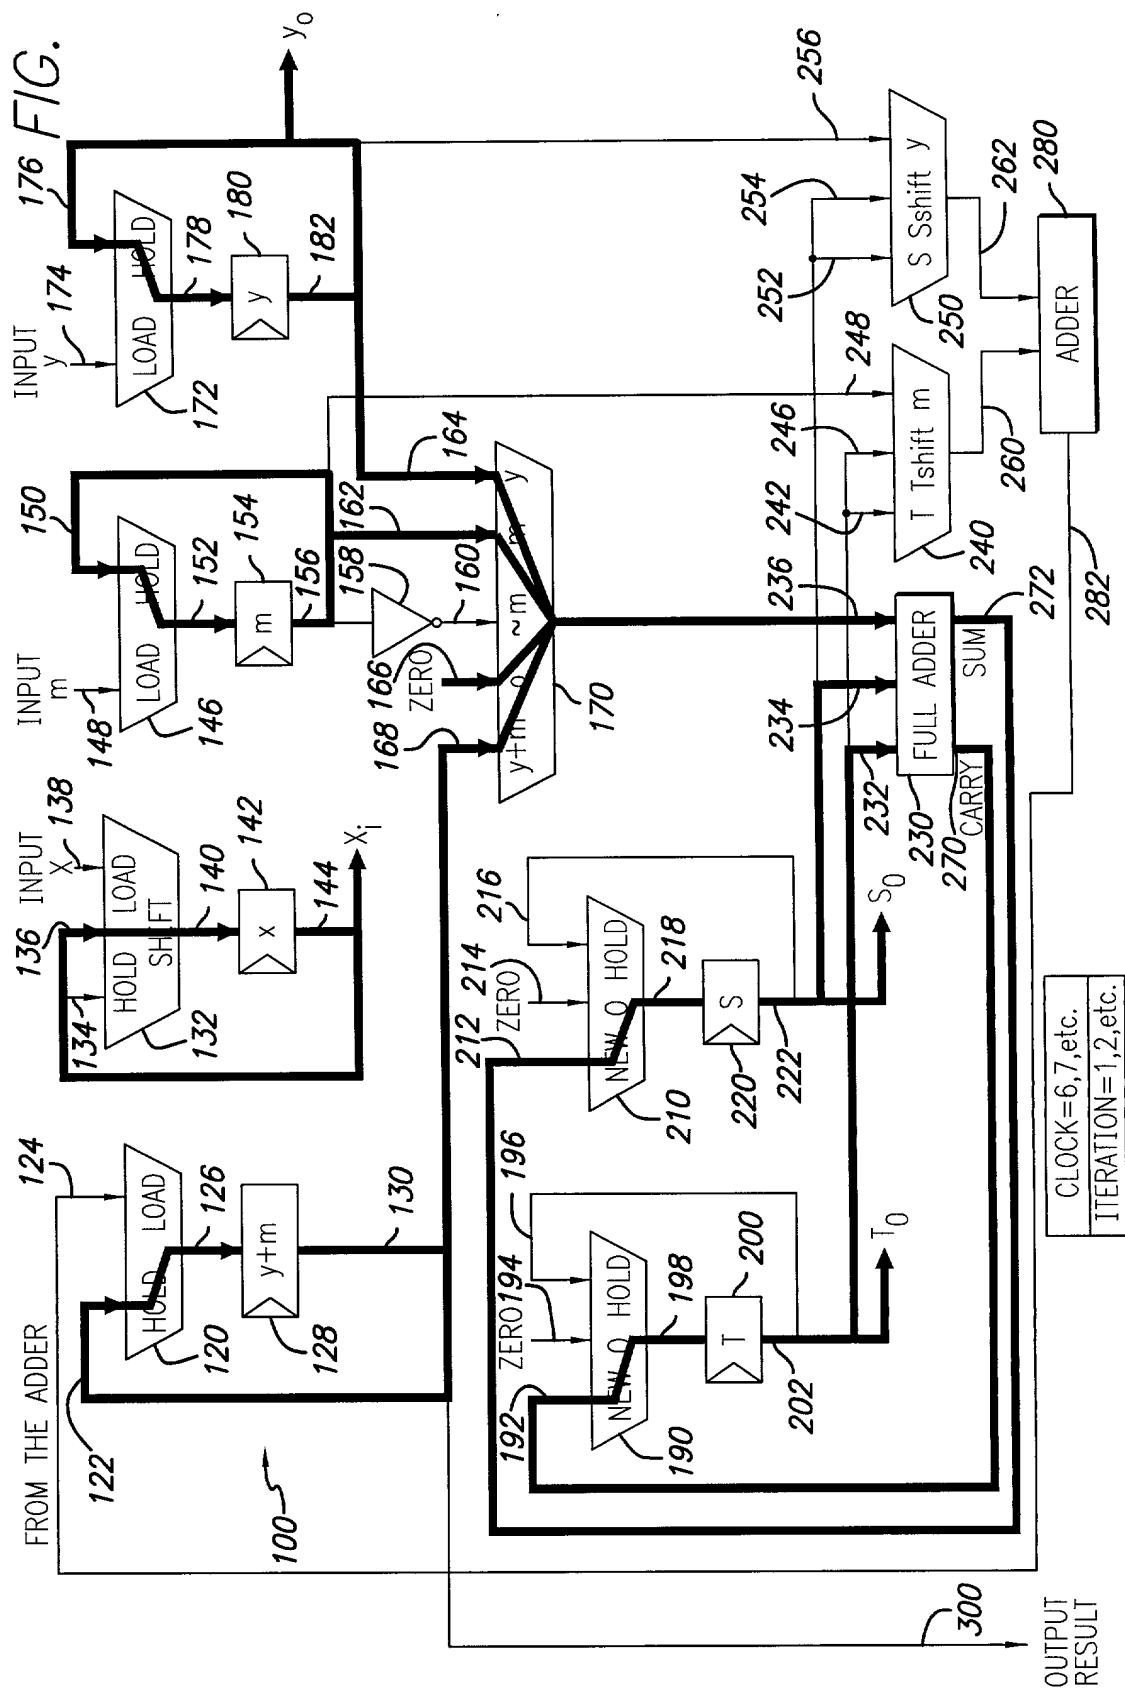 FIG.
FROM THE ADDER
124
122
HOLD LOAD
120
126
y+m
128
130
100
INPUT
x
138
136
134
HOLD LOAD
SHIFT
132
140
x
142
144
Xi
INPUT
m
148
150
LOAD HOLD
146
152
m
154
156
158
160
162
164
ZERO
166
168
y+m 0 ~m m y
170
INPUT
y
174
176
LOAD HOLD
172
178
y
180
182
yo
192
ZERO
194
196
NEW 0 HOLD
190
198
T
200
202
To
212
ZERO
214
216
NEW 0 HOLD
210
218
S
220
222
So
232
234
236
FULL ADDER
230
CARRY
270
SUM
272
242
246
248
T Tshift m
240
252
254
256
S Sshift y
250
260
262
ADDER
280
282
300
OUTPUT
RESULT
CLOCK=6,7,etc.
ITERATION=1,2,etc.